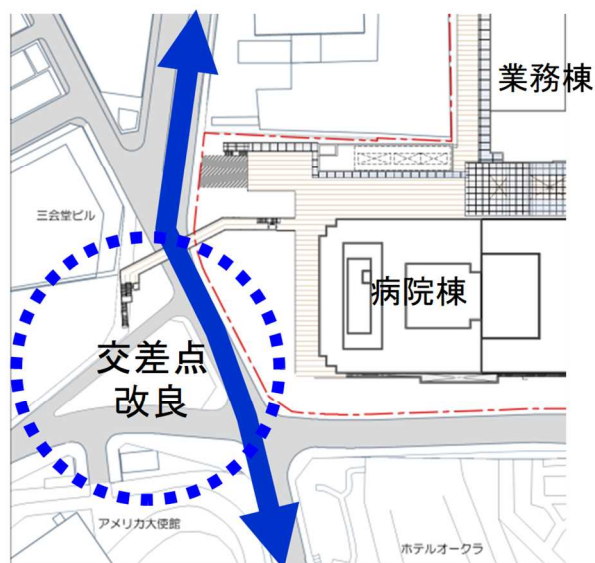 業務棟
三会堂ビル
病院棟
交差点
改良
アメリカ大使館
ホテルオークラ